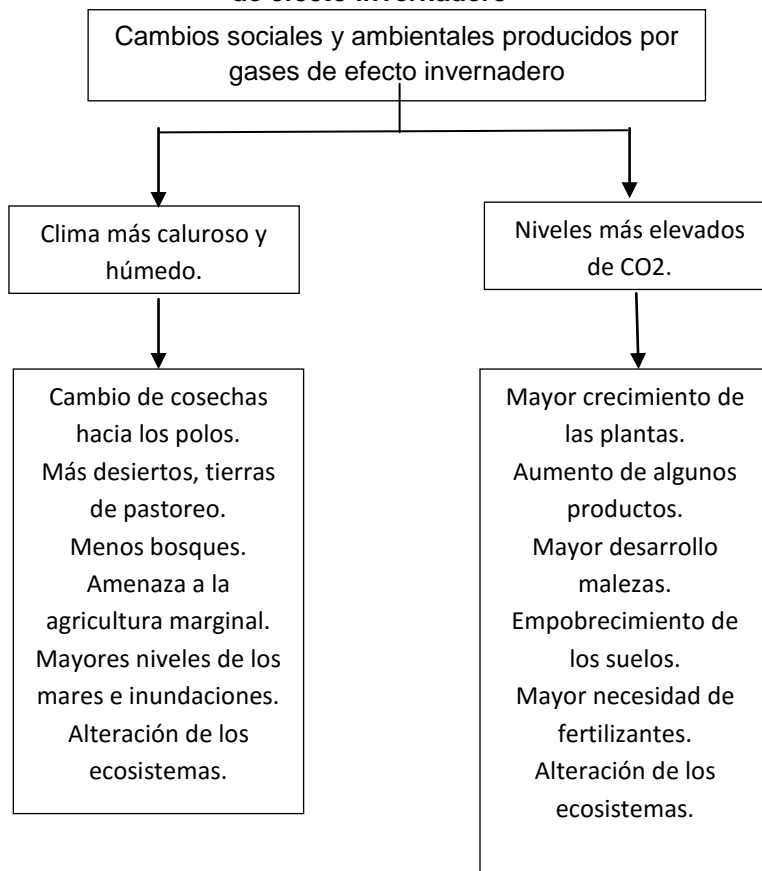 de efecto invernadero
Cambios sociales y ambientales producidos por
gases de efecto invernadero
Clima más caluroso y
húmedo.
Niveles más elevados
de CO2.
Cambio de cosechas
hacia los polos.
Más desiertos, tierras
de pastoreo.
Menos bosques.
Amenaza a la
agricultura marginal.
Mayores niveles de los
mares e inundaciones.
Alteración de los
ecosistemas.
Mayor crecimiento de
las plantas.
Aumento de algunos
productos.
Mayor desarrollo
malezas.
Empobrecimiento de
los suelos.
Mayor necesidad de
fertilizantes.
Alteración de los
ecosistemas.